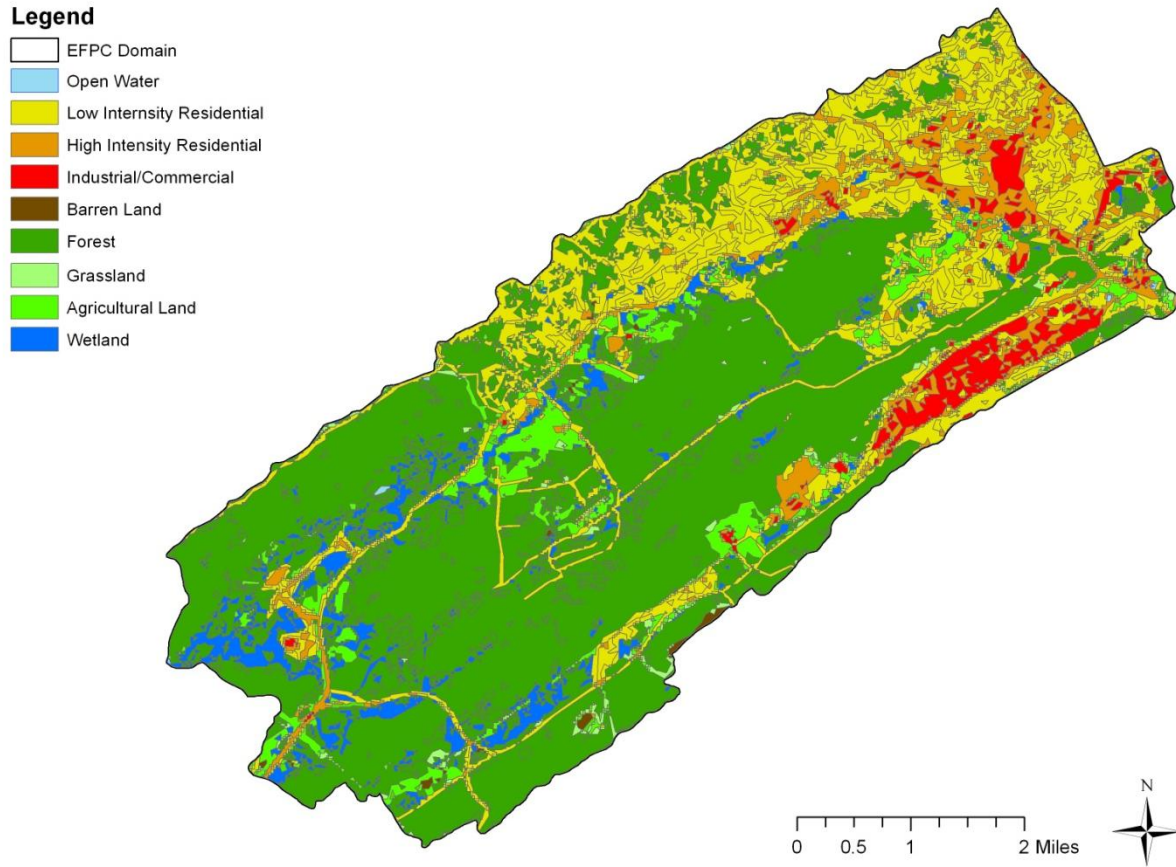 Legend
EFPC Domain
Open Water
Low Internsity Residential
High Intensity Residential
Industrial/Commercial
Barren Land
Forest
Grassland
Agricultural Land
Wetland
N
0 0.5 1 2 Miles